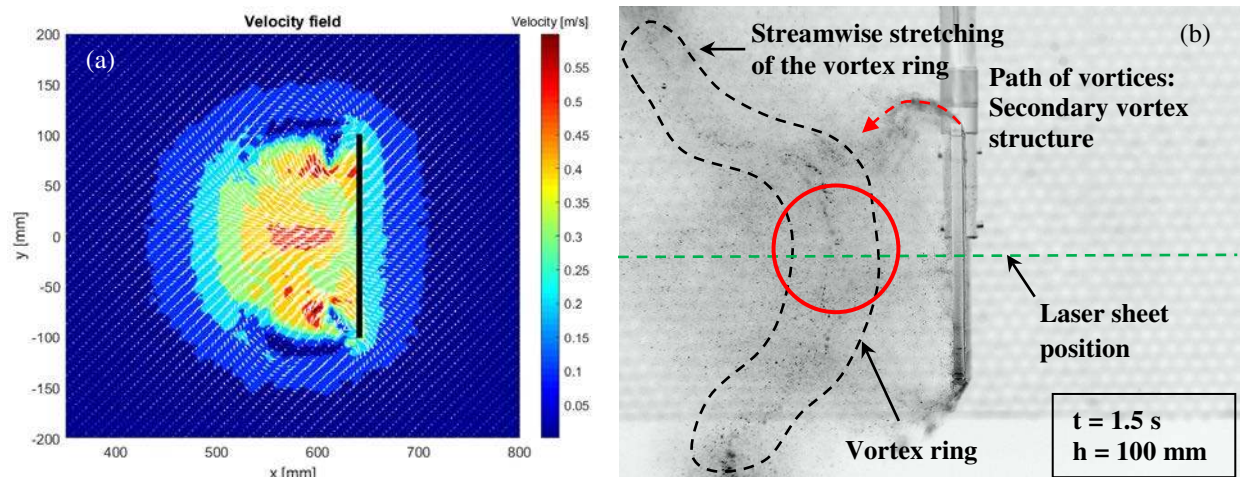 Velocity field
Velocity [m/s]
(a)
200
150
100
50
0
-50
-100
-150
-200
y [mm]
400
500
600
700
800
x [mm]
0.55
0.5
0.45
0.4
0.35
0.3
0.25
0.2
0.15
0.1
0.05
(b)
Streamwise stretching
of the vortex ring
Path of vortices:
Secondary vortex
structure
Laser sheet
position
Vortex ring
t = 1.5 s
h = 100 mm